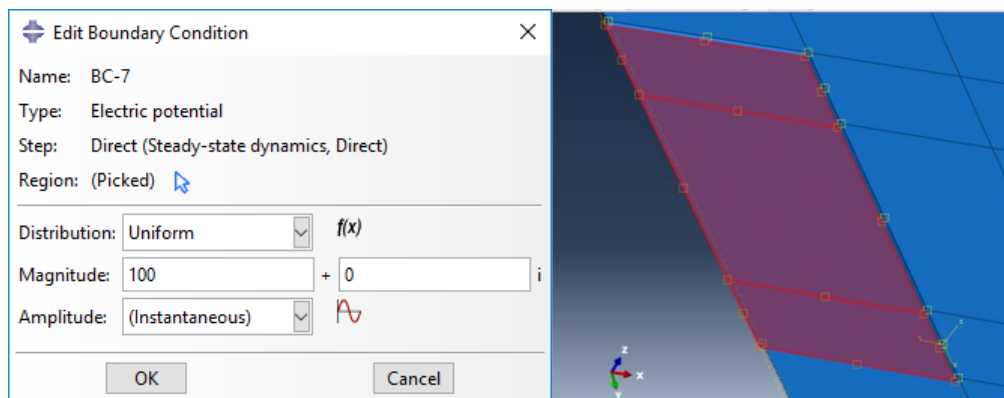 Edit Boundary Condition
Name: BC-7
Type: Electric potential
Step: Direct (Steady-state dynamics, Direct)
Region: (Picked)
Distribution: Uniform f(x)
Magnitude: 100 + 0 i
Amplitude: (Instantaneous)
OK Cancel
Z
X
Y